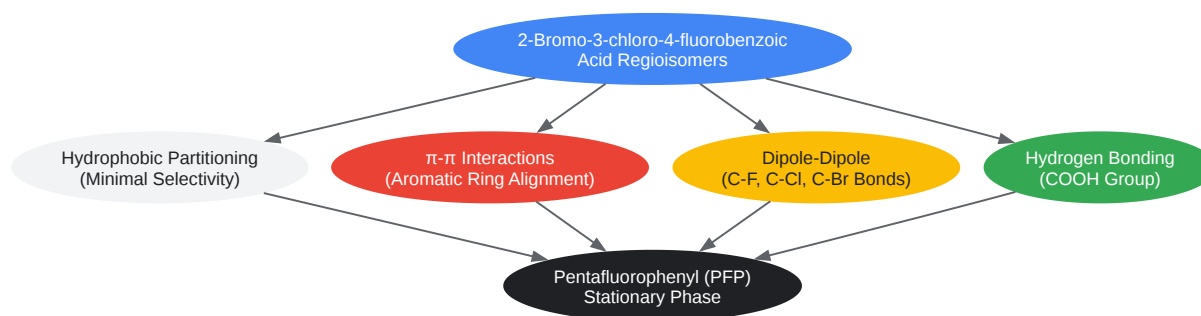 2-Bromo-3-chloro-4-fluorobenzoic
Acid Regioisomers
Hydrophobic Partitioning
(Minimal Selectivity)
π-π Interactions
(Aromatic Ring Alignment)
Dipole-Dipole
(C-F, C-Cl, C-Br Bonds)
Hydrogen Bonding
(COOH Group)
Pentafluorophenyl (PFP)
Stationary Phase